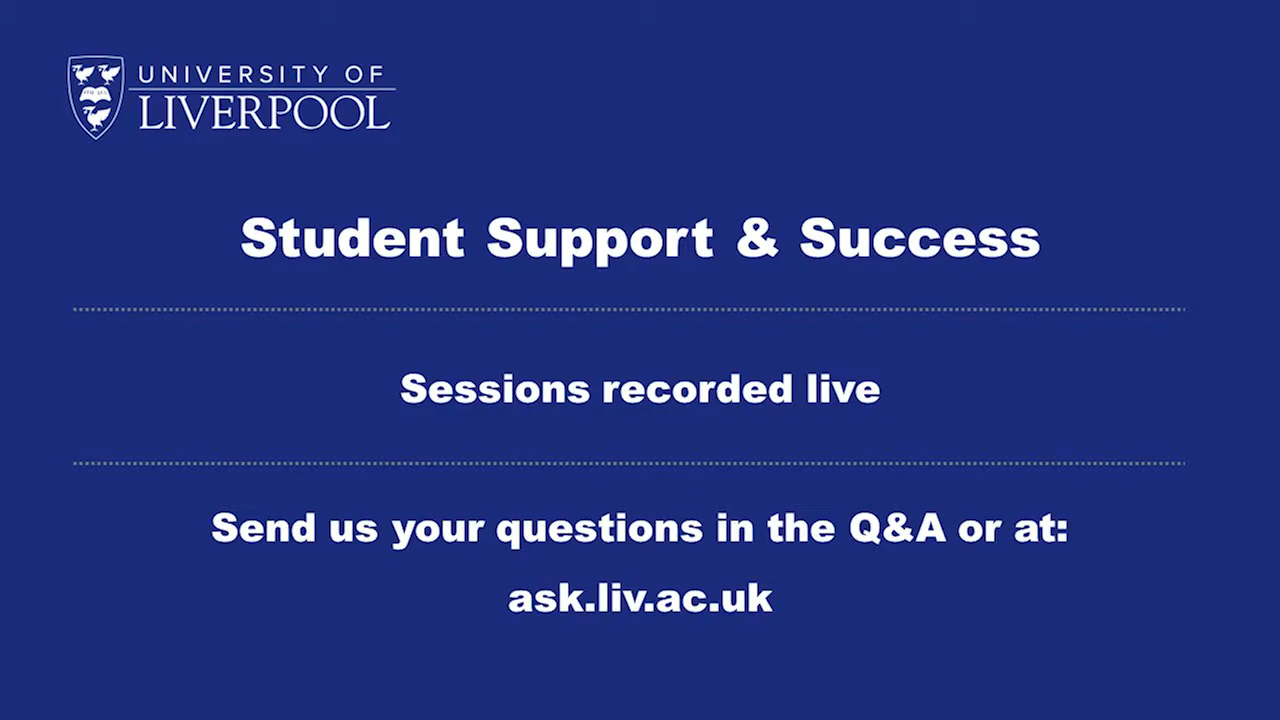 UNIVERSITY OF
LIVERPOOL
Student Support & Success
Sessions recorded live
Send us your questions in the Q&A or at:
ask.liv.ac.uk